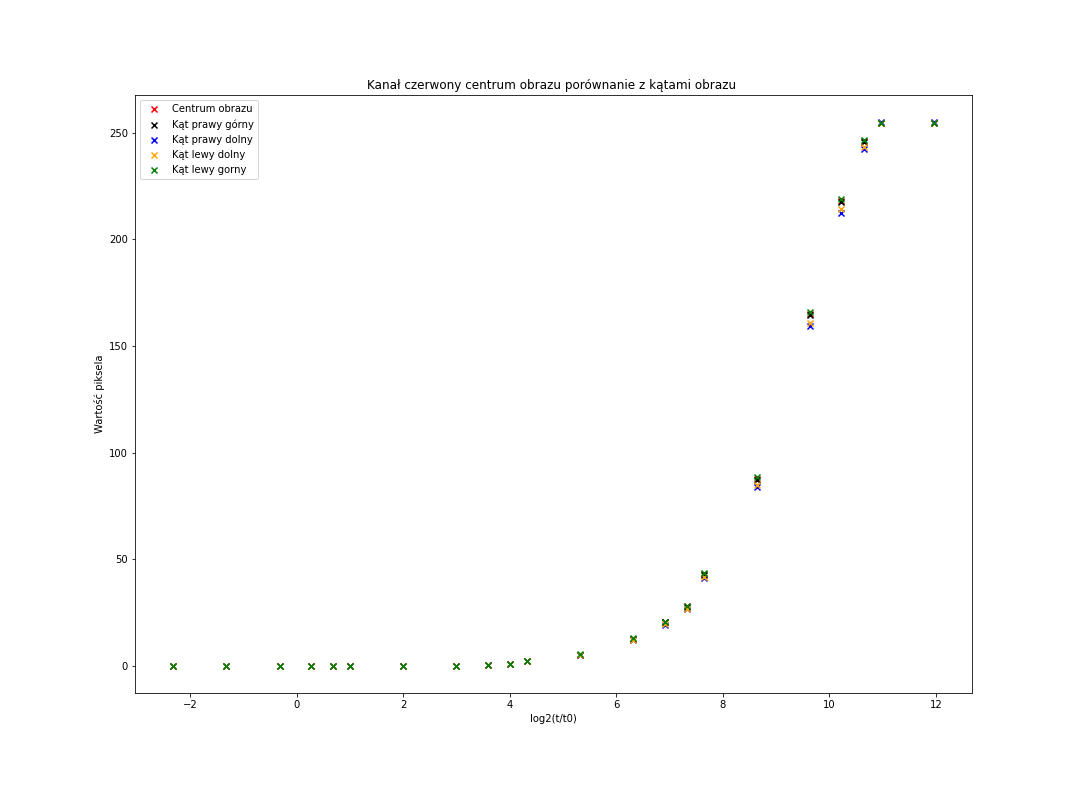 Kanał czerwony centrum obrazu porównanie z kątami obrazu
Centrum obrazu
Kąt prawy górny
Kąt prawy dolny
Kąt lewy dolny
Kąt lewy gorny
250
200
150
100
50
0
Wartość piksela
−2 0 2 4 6 8 10 12
log2(t/t0)